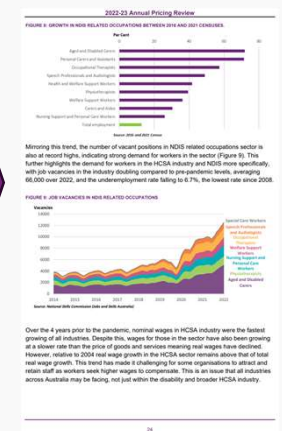 2022-23 Annual Pricing Review
FIGURE 8: GROWTH IN NDIS RELATED OCCUPATIONS BETWEEN 2016 AND 2021 CENSUSES.
Per Cent
0 20 40 60 80
Aged and Disabled Carers
Personal Carers and Assistants
Occupational Therapists
Speech Professionals and Audiologists
Health and Welfare Support Workers
Physiotherapists
Welfare Support Workers
Carers and Aides
Nursing Support and Personal Care Workers
Total employment
Source: 2016 and 2021 Census
Mirroring this trend, the number of vacant positions in NDIS related occupations sector is
also at record highs, indicating strong demand for workers in the sector (Figure 9). This
further highlights the demand for workers in the HCSA industry and NDIS more specifically,
with job vacancies in the industry doubling compared to pre-pandemic levels, averaging
66,000 over 2022, and the underemployment rate falling to 6.7%, the lowest rate since 2008.
FIGURE 9: JOB VACANCIES IN NDIS RELATED OCCUPATIONS
Vacancies
14000
12000
10000
8000
6000
4000
2000
0
2014 2015 2016 2017 2018 2019 2020 2021 2022
Special Care Workers
Speech Professionals
and Audiologists
Occupational
Therapists
Welfare Support
Workers
Nursing Support and
Personal Care
Workers
Physiotherapists
Aged and Disabled
Carers
Source: National Skills Commission (Jobs and Skills Australia)
Over the 4 years prior to the pandemic, nominal wages in HCSA industry were the fastest
growing of all industries. Despite this, wages for those in the sector have also been growing
at a slower rate than the price of goods and services meaning real wages have declined.
However, relative to 2004 real wage growth in the HCSA sector remains above that of total
real wage growth. This trend has made it challenging for some organisations to attract and
retain staff as workers seek higher wages to compensate. This is an issue that all industries
across Australia may be facing, not just within the disability and broader HCSA industry.